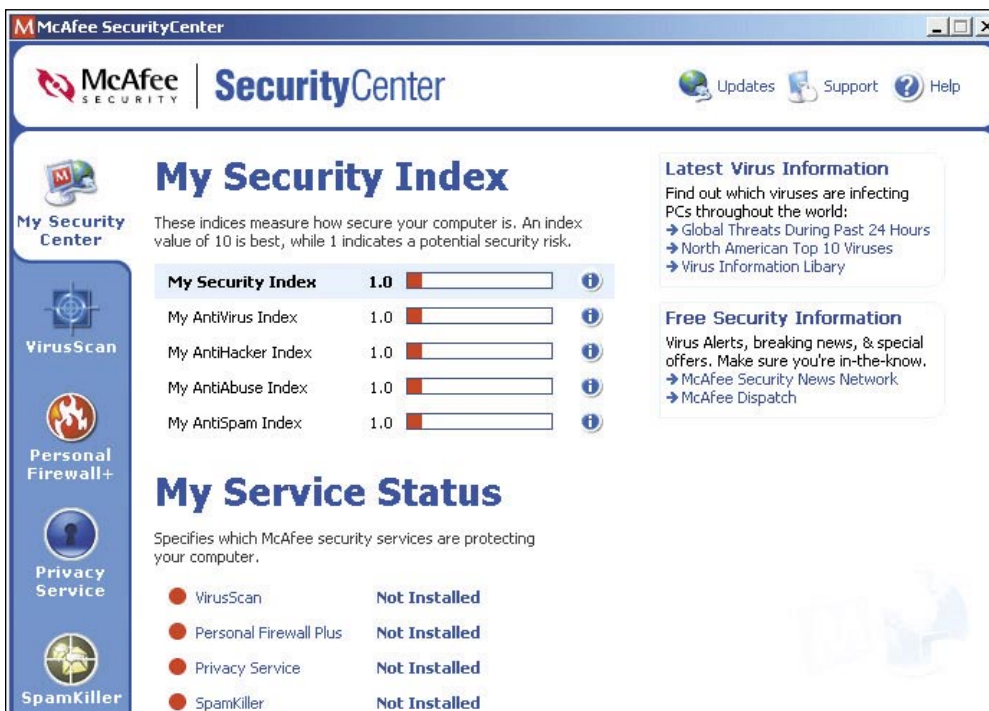 McAfee SecurityCenter
McAfee SECURITY
SecurityCenter
Updates
Support
Help
My Security Center
VirusScan
Personal Firewall+
Privacy Service
SpamKiller
My Security Index
These indices measure how secure your computer is. An index
value of 10 is best, while 1 indicates a potential security risk.
My Security Index 1.0
My AntiVirus Index 1.0
My AntiHacker Index 1.0
My AntiAbuse Index 1.0
My AntiSpam Index 1.0
My Service Status
Specifies which McAfee security services are protecting
your computer.
VirusScan Not Installed
Personal Firewall Plus Not Installed
Privacy Service Not Installed
SpamKiller Not Installed
Latest Virus Information
Find out which viruses are infecting
PCs throughout the world:
Global Threats During Past 24 Hours
North American Top 10 Viruses
Virus Information Libary
Free Security Information
Virus Alerts, breaking news, & special
offers. Make sure you're in-the-know.
McAfee Security News Network
McAfee Dispatch